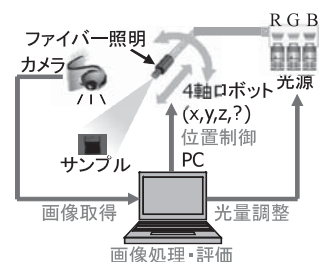 R G B
ファイバー照明
カメラ
光源
4軸ロボット
(x,y,z,?)
位置制御
サンプル
PC
画像取得
光量調整
画像処理・評価